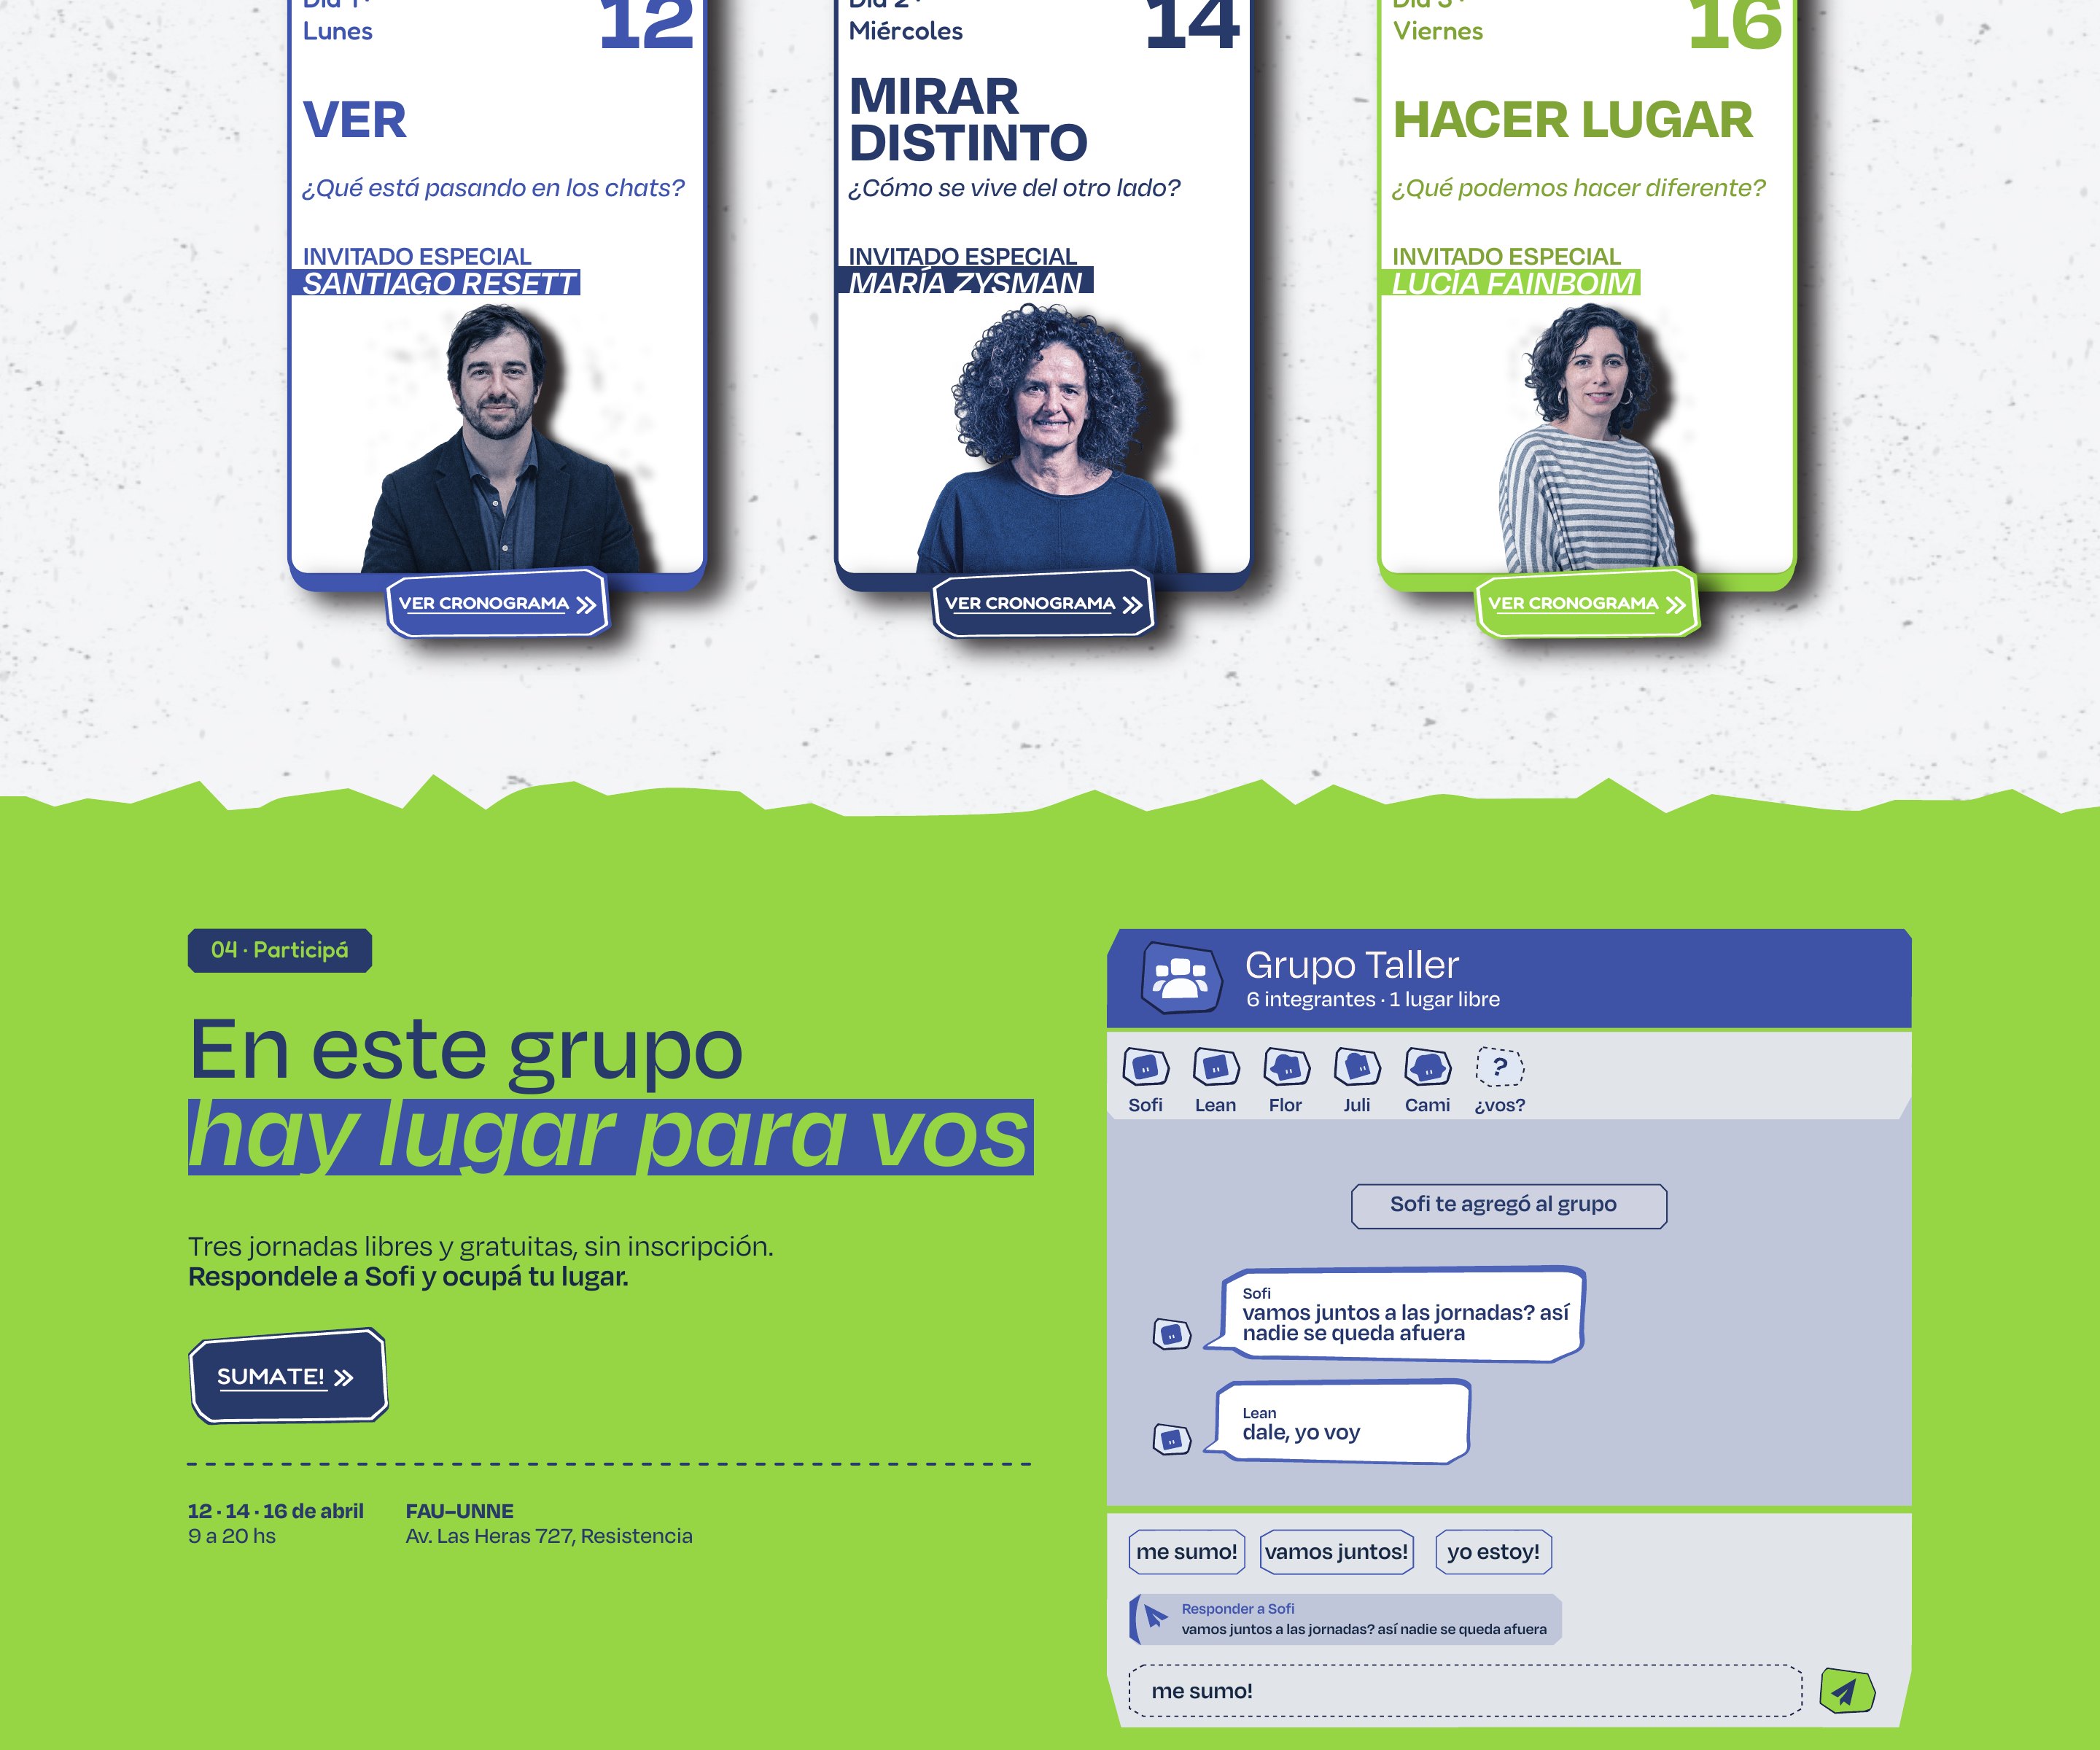 Día 1 ·
Lunes
12
VER
¿Qué está pasando en los chats?
INVITADO ESPECIAL
SANTIAGO RESETT
VER CRONOGRAMA
Día 2 ·
Miércoles
14
MIRAR
DISTINTO
¿Cómo se vive del otro lado?
INVITADO ESPECIAL
MARÍA ZYSMAN
VER CRONOGRAMA
Día 3 ·
Viernes
16
HACER LUGAR
¿Qué podemos hacer diferente?
INVITADO ESPECIAL
LUCÍA FAINBOIM
VER CRONOGRAMA
04 · Participá
En este grupo
hay lugar para vos
Tres jornadas libres y gratuitas, sin inscripción.
Respondele a Sofi y ocupá tu lugar.
SUMATE!
12 · 14 · 16 de abril
9 a 20 hs
FAU–UNNE
Av. Las Heras 727, Resistencia
Grupo Taller
6 integrantes · 1 lugar libre
?
Sofi Lean Flor Juli Cami ¿vos?
Sofi te agregó al grupo
Sofi
vamos juntos a las jornadas? así
nadie se queda afuera
Lean
dale, yo voy
me sumo! vamos juntos! yo estoy!
Responder a Sofi
vamos juntos a las jornadas? así nadie se queda afuera
me sumo!